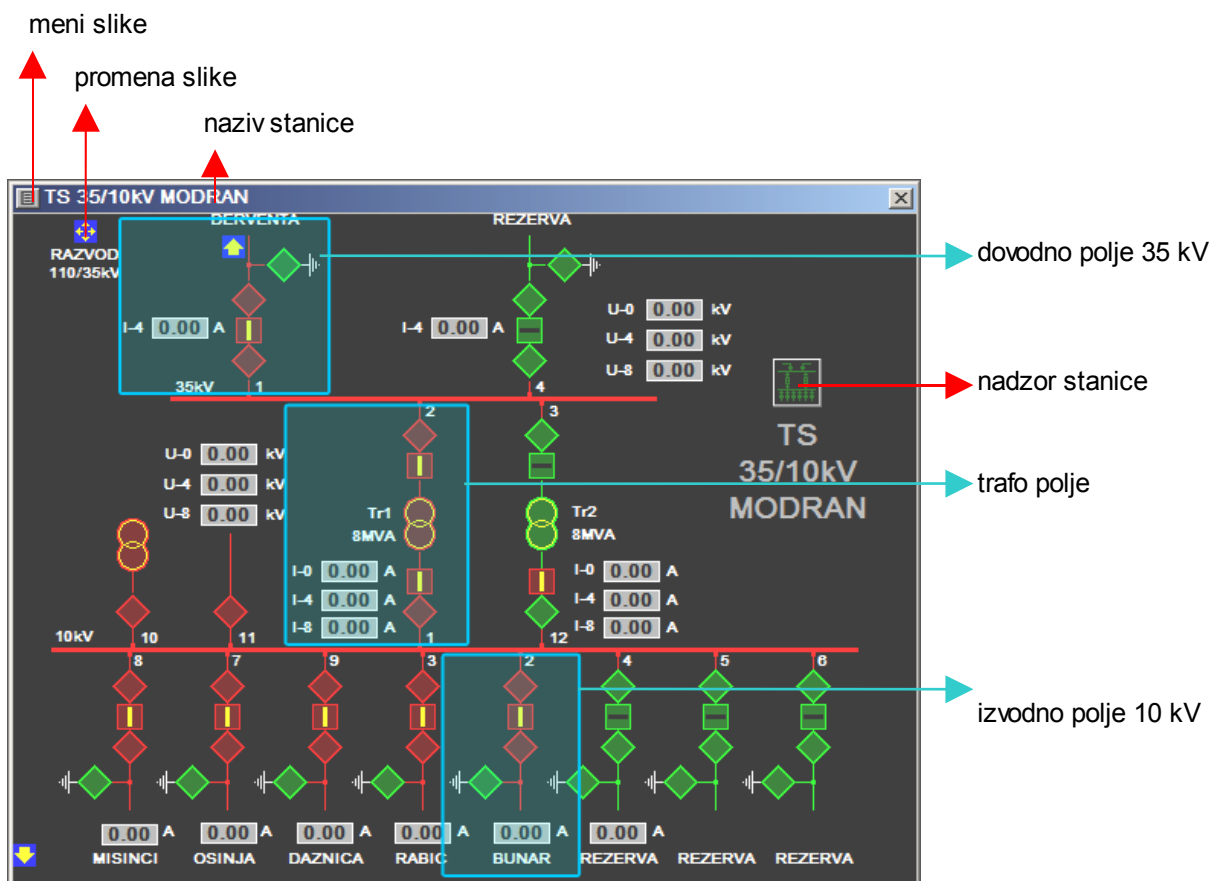 meni slike
promena slike
naziv stanice
TS 35/10kV MODRAN
DERVENTA
REZERVA
RAZVOD
110/35kV
dovodno polje 35 kV
I-4 0.00 A
I-4 0.00 A
U-0 0.00 kV
U-4 0.00 kV
U-8 0.00 kV
35kV 1
4
nadzor stanice
2
3
TS
35/10kV
MODRAN
U-0 0.00 kV
U-4 0.00 kV
U-8 0.00 kV
trafo polje
Tr1
8MVA
Tr2
8MVA
I-0 0.00 A
I-4 0.00 A
I-8 0.00 A
I-0 0.00 A
I-4 0.00 A
I-8 0.00 A
10kV 10 11 1 12
8 7 9 3 2 4 5 6
izvodno polje 10 kV
0.00 A 0.00 A 0.00 A 0.00 A 0.00 A 0.00 A
MISINCI OSINJA DAZNICA RABIC BUNAR REZERVA REZERVA REZERVA